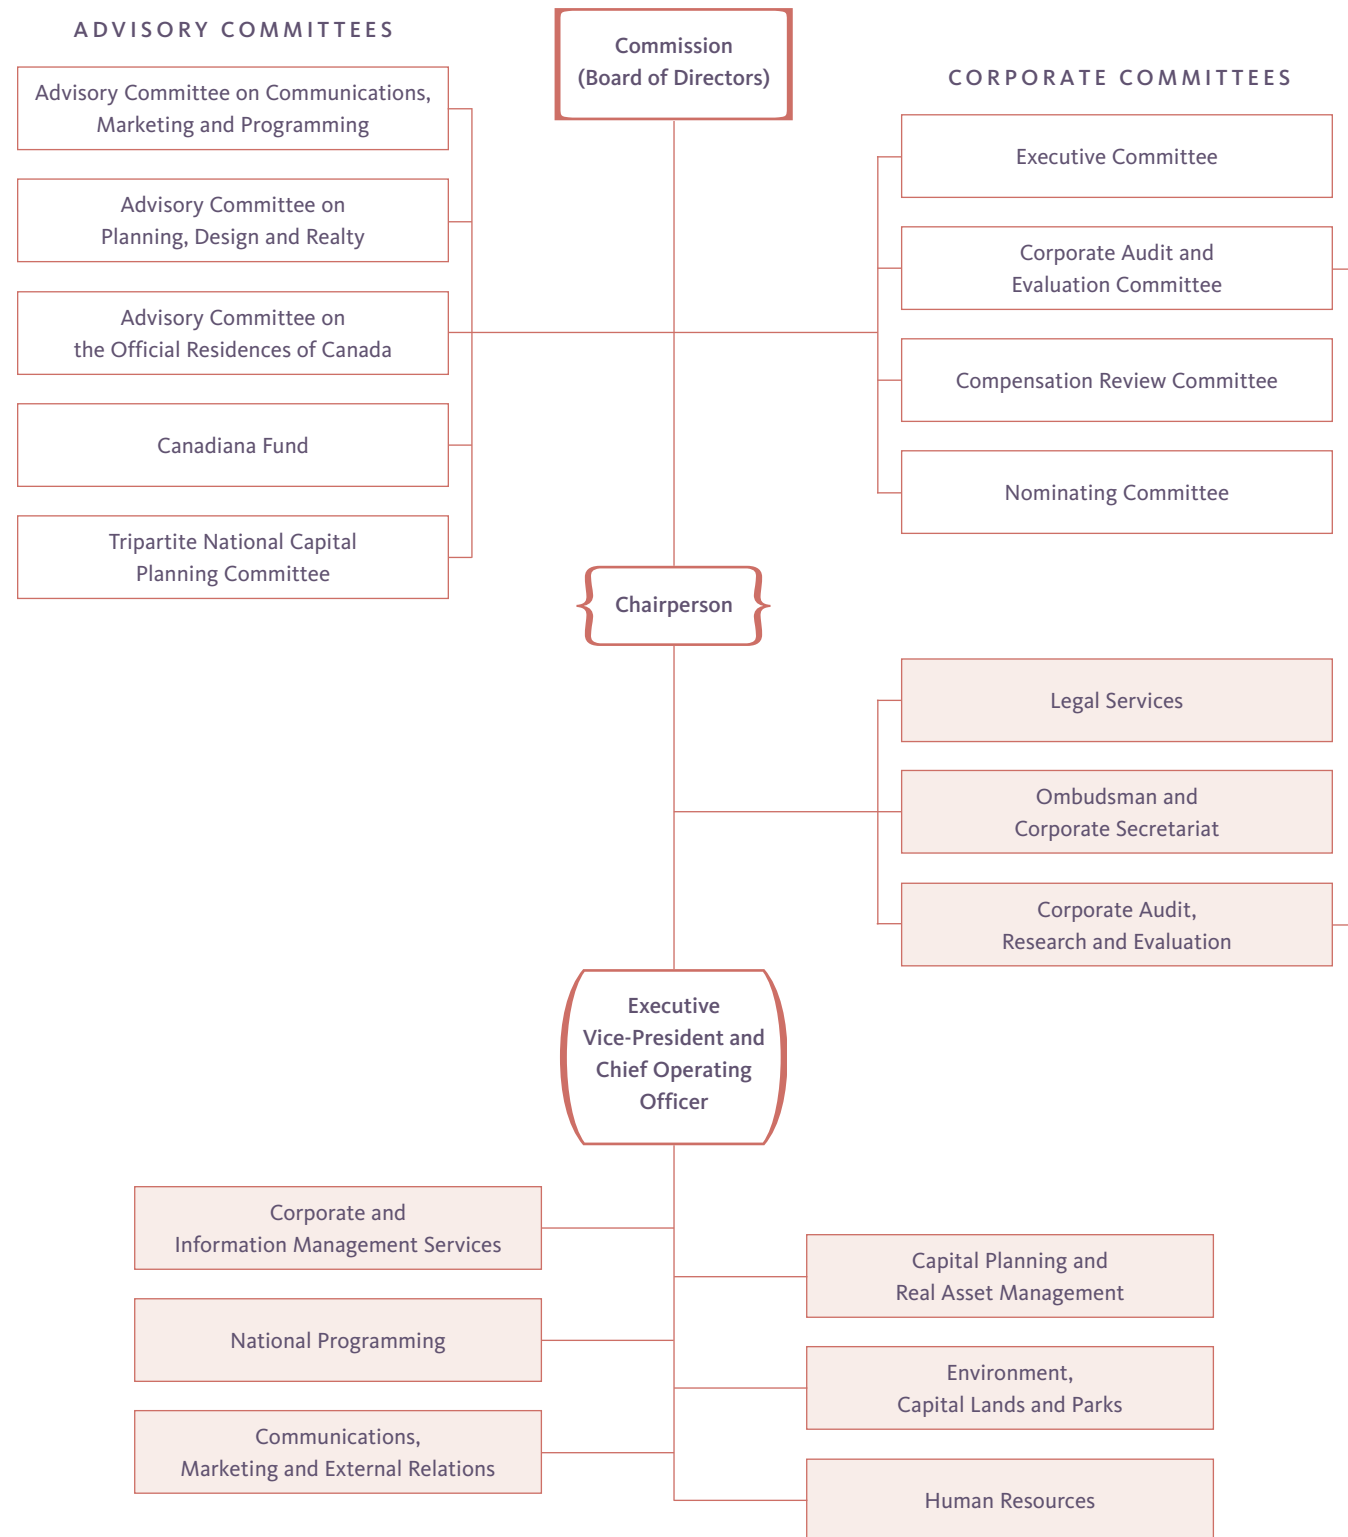 ADVISORY COMMITTEES
Advisory Committee on Communications,
Marketing and Programming
Advisory Committee on
Planning, Design and Realty
Advisory Committee on
the Official Residences of Canada
Canadiana Fund
Tripartite National Capital
Planning Committee
Commission
(Board of Directors)
CORPORATE COMMITTEES
Executive Committee
Corporate Audit and
Evaluation Committee
Compensation Review Committee
Nominating Committee
Chairperson
Legal Services
Ombudsman and
Corporate Secretariat
Corporate Audit,
Research and Evaluation
Executive
Vice-President and
Chief Operating
Officer
Corporate and
Information Management Services
National Programming
Communications,
Marketing and External Relations
Capital Planning and
Real Asset Management
Environment,
Capital Lands and Parks
Human Resources